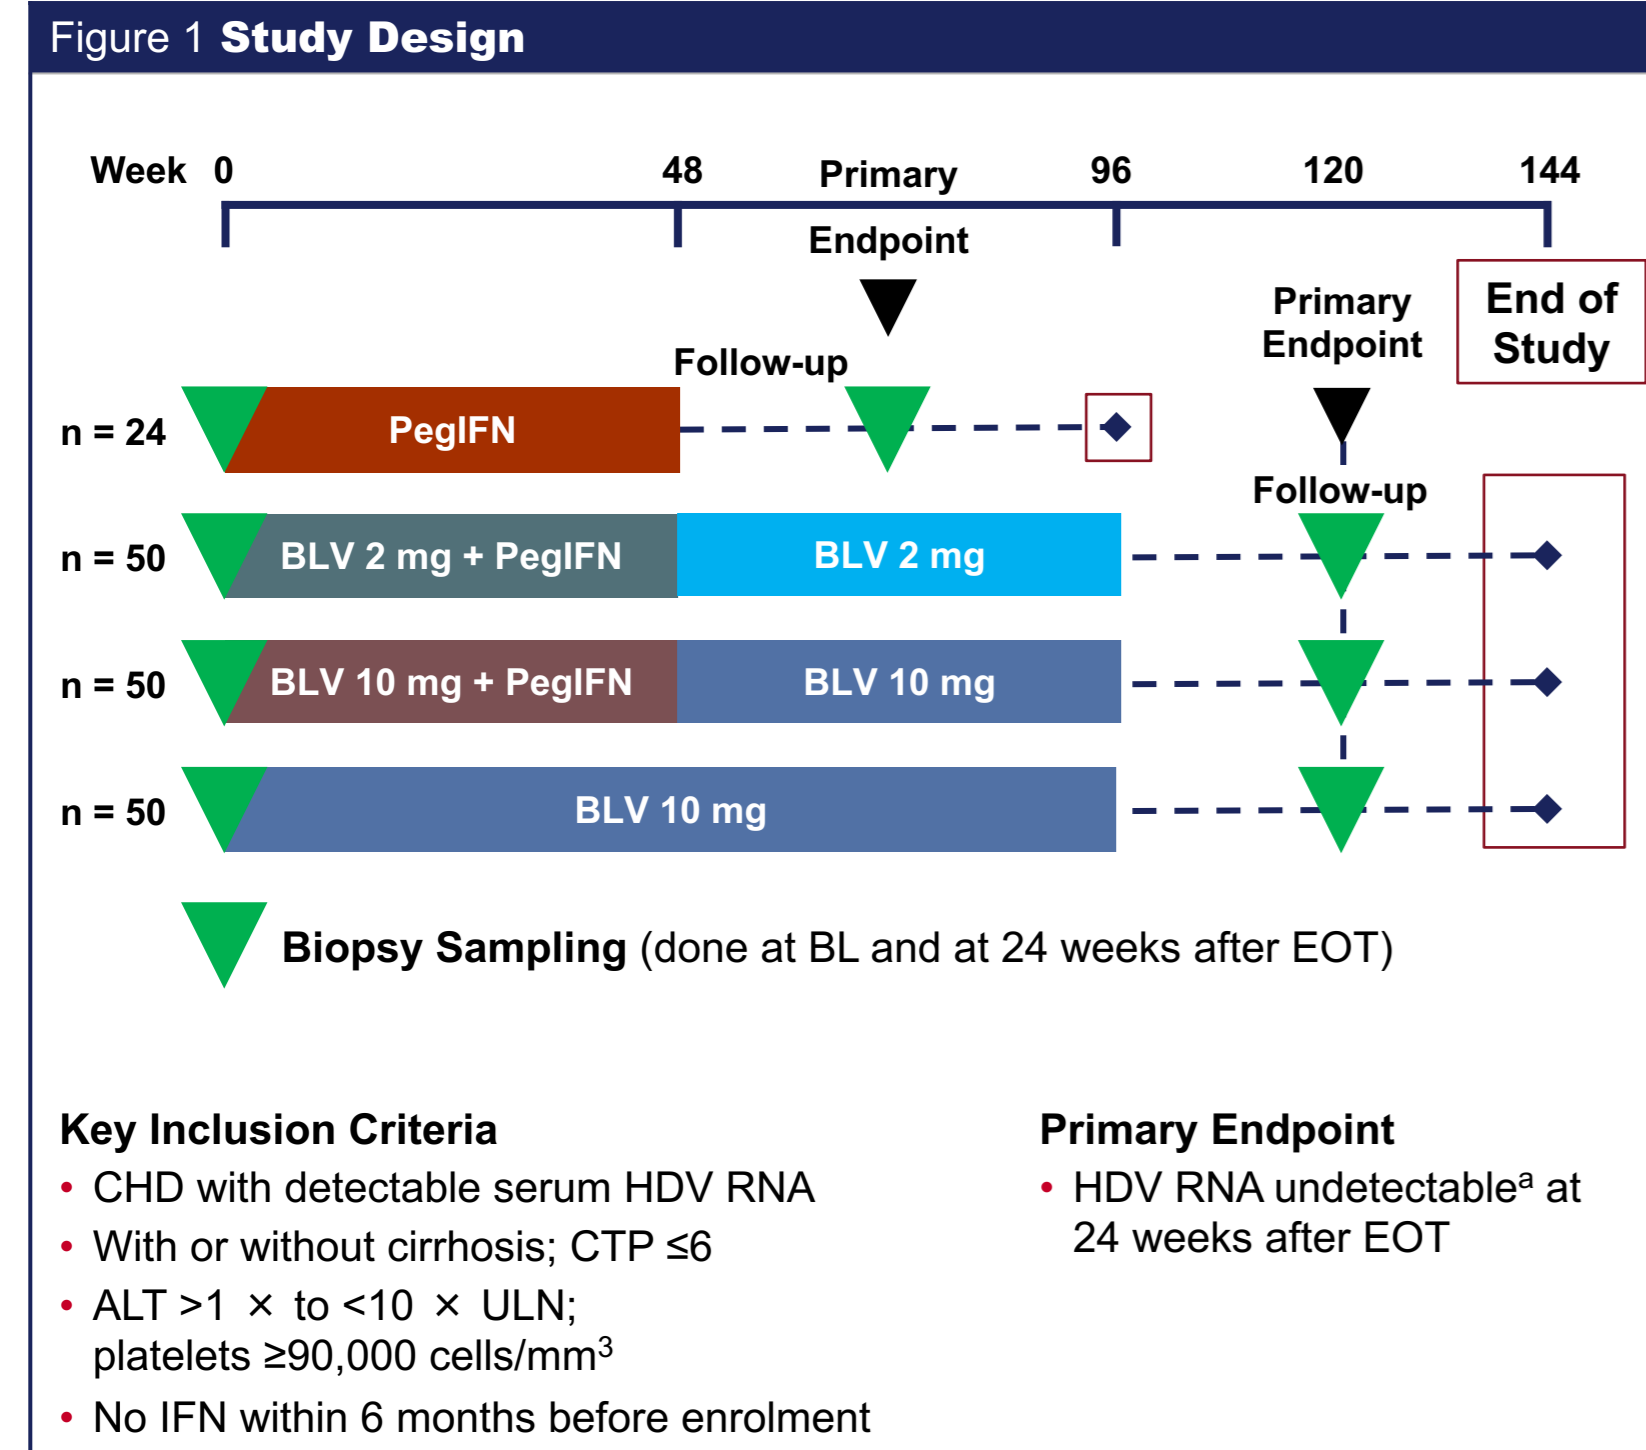 Figure 1 Study Design
Week 0 48 96 120 144
Primary
Endpoint
Primary
Endpoint
End of
Study
Follow-up
n = 24 PegIFN
Follow-up
n = 50 BLV 2 mg + PegIFN BLV 2 mg
n = 50 BLV 10 mg + PegIFN BLV 10 mg
n = 50 BLV 10 mg
Biopsy Sampling (done at BL and at 24 weeks after EOT)
Key Inclusion Criteria
• CHD with detectable serum HDV RNA
• With or without cirrhosis; CTP ≤6
• ALT >1 × to <10 × ULN;
platelets ≥90,000 cells/mm³
• No IFN within 6 months before enrolment
Primary Endpoint
• HDV RNA undetectableᵃ at
24 weeks after EOT